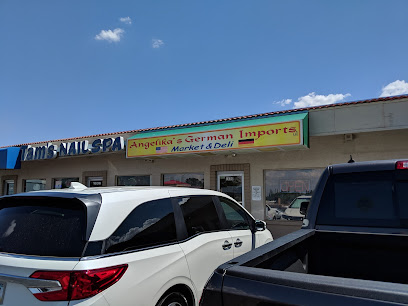 NAIL SPA
Angelika's German Imports
Market & Deli